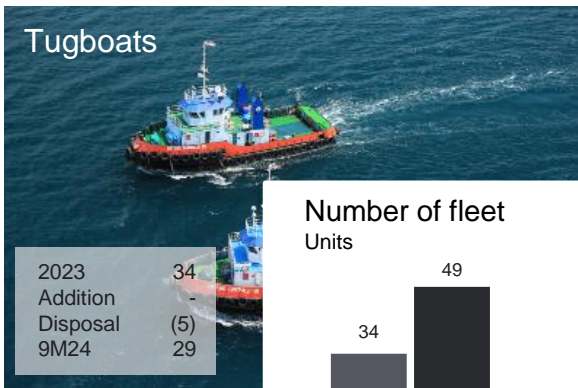 Tugboats
2023 34
Addition -
Disposal (5)
9M24 29
Number of fleet
Units
49
34